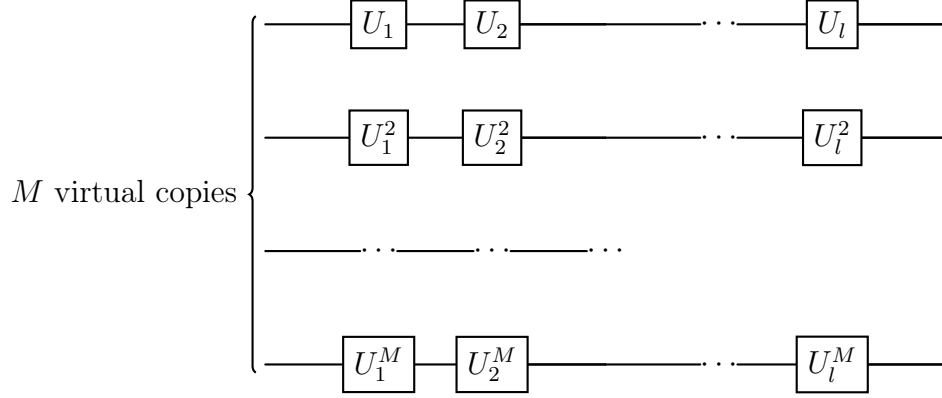 U_1 U_2 ··· U_l
U_1^2 U_2^2 ··· U_l^2
M virtual copies
··· ··· ···
U_1^M U_2^M ··· U_l^M